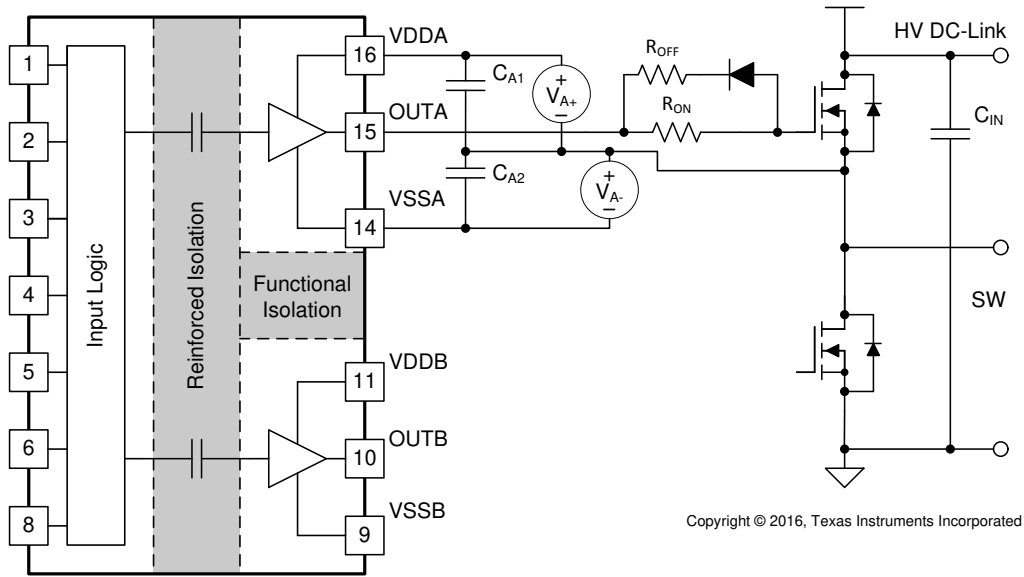 1
2
3
4
5
6
8
Input Logic
Reinforced Isolation
Functional
Isolation
VDDA
16
OUTA
15
VSSA
14
VDDB
11
OUTB
10
VSSB
9
CA1
CA2
+
VA+
–
+
VA-
–
ROFF
RON
HV DC-Link
CIN
SW
Copyright © 2016, Texas Instruments Incorporated